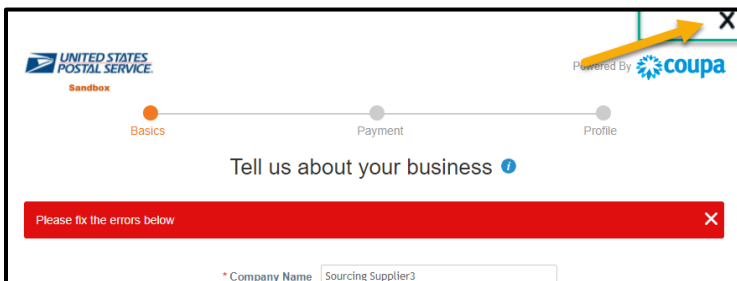 X
UNITED STATES
POSTAL SERVICE.
Powered By coupa
Sandbox
Basics Payment Profile
Tell us about your business i
Please fix the errors below
* Company Name Sourcing Supplier3